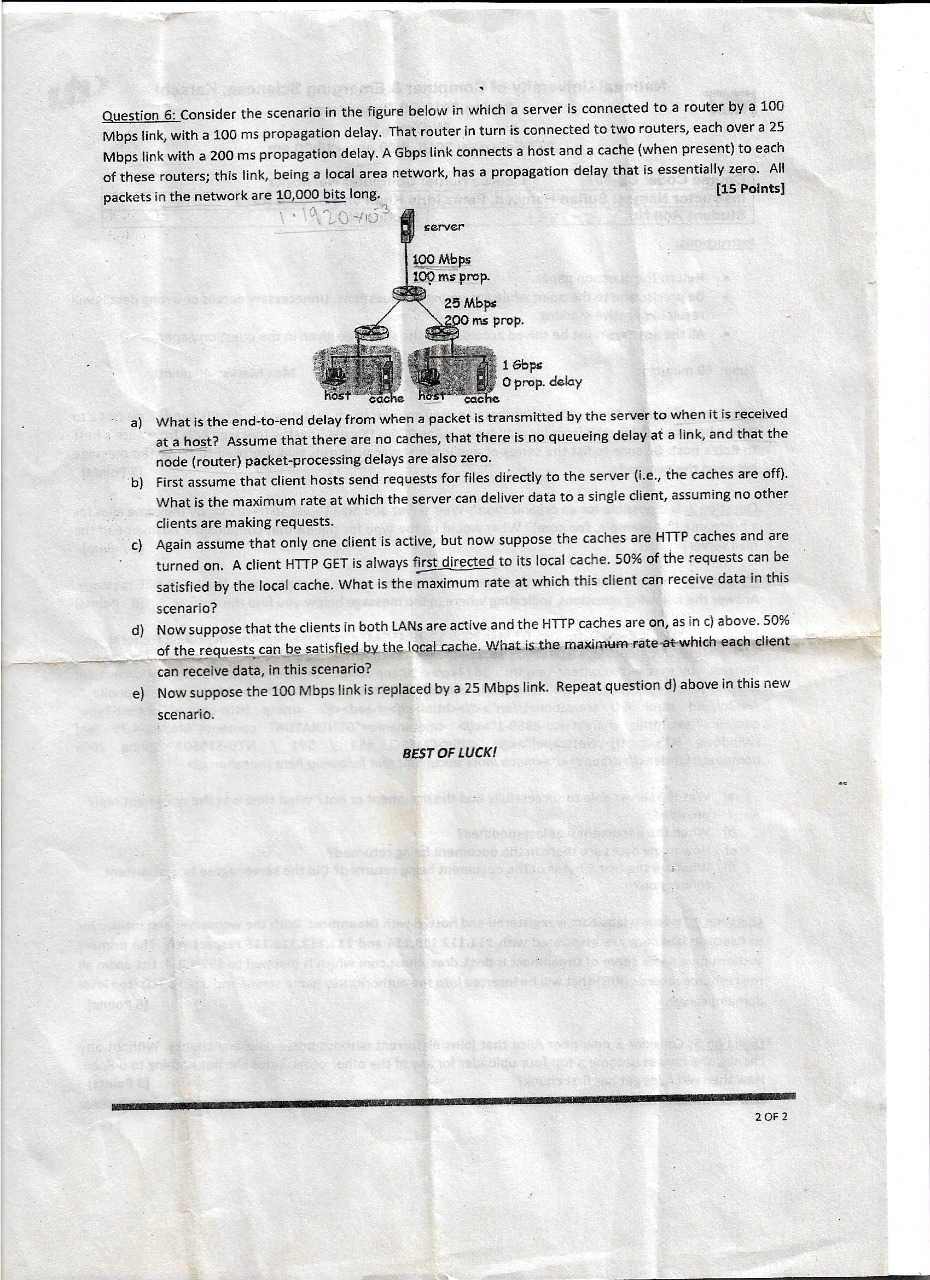 Question 6: Consider the scenario in the figure below in which a server is connected to a router by a 100
Mbps link, with a 100 ms propagation delay. That router in turn is connected to two routers, each over a 25
Mbps link with a 200 ms propagation delay. A Gbps link connects a host and a cache (when present) to each
of these routers; this link, being a local area network, has a propagation delay that is essentially zero. All
packets in the network are 10,000 bits long. [15 Points]
server
100 Mbps
100 ms prop.
25 Mbps
200 ms prop.
1 Gbps
0 prop. delay
host cache host cache
a) What is the end-to-end delay from when a packet is transmitted by the server to when it is received
at a host? Assume that there are no caches, that there is no queueing delay at a link, and that the
node (router) packet-processing delays are also zero.
b) First assume that client hosts send requests for files directly to the server (i.e., the caches are off).
What is the maximum rate at which the server can deliver data to a single client, assuming no other
clients are making requests.
c) Again assume that only one client is active, but now suppose the caches are HTTP caches and are
turned on. A client HTTP GET is always first directed to its local cache. 50% of the requests can be
satisfied by the local cache. What is the maximum rate at which this client can receive data in this
scenario?
d) Now suppose that the clients in both LANs are active and the HTTP caches are on, as in c) above. 50%
of the requests can be satisfied by the local cache. What is the maximum rate at which each client
can receive data, in this scenario?
e) Now suppose the 100 Mbps link is replaced by a 25 Mbps link. Repeat question d) above in this new
scenario.
BEST OF LUCK!
2 OF 2